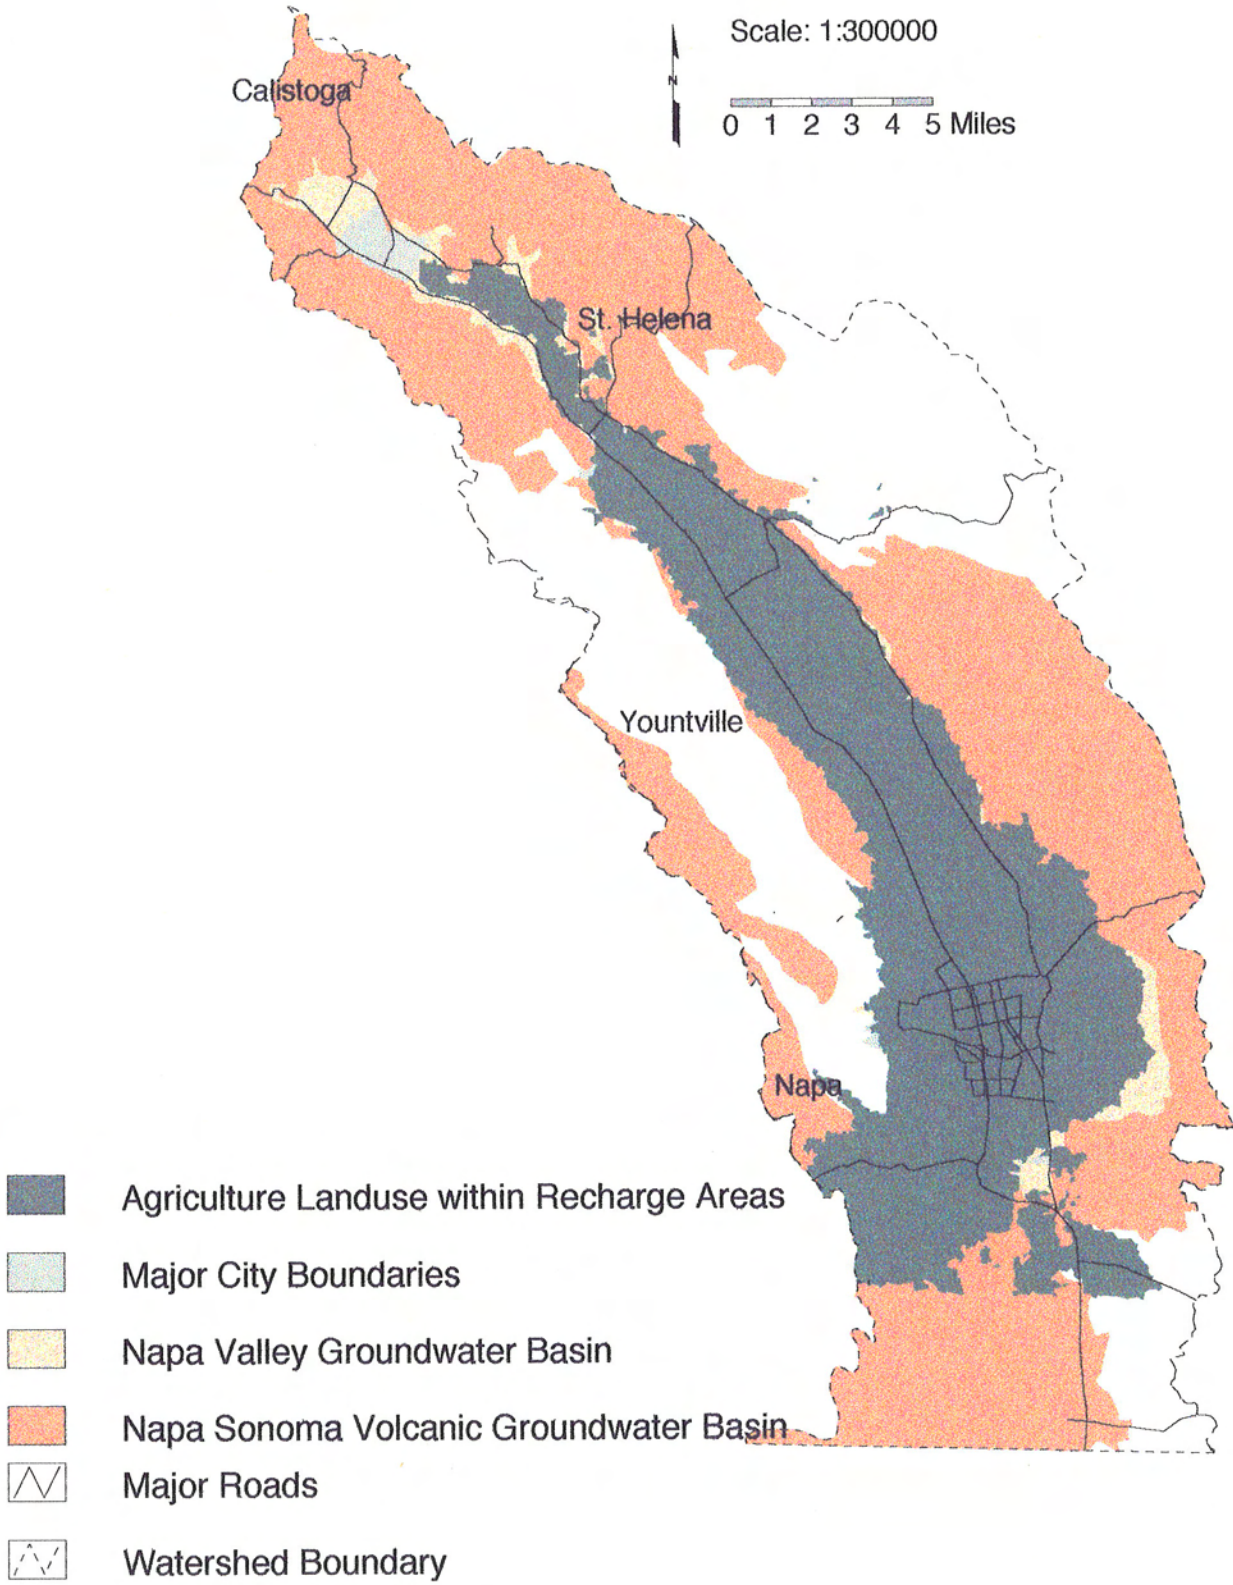 Scale: 1:300000
N
0 1 2 3 4 5 Miles
Calistoga
St. Helena
Yountville
Napa
Agriculture Landuse within Recharge Areas
Major City Boundaries
Napa Valley Groundwater Basin
Napa Sonoma Volcanic Groundwater Basin
Major Roads
Watershed Boundary